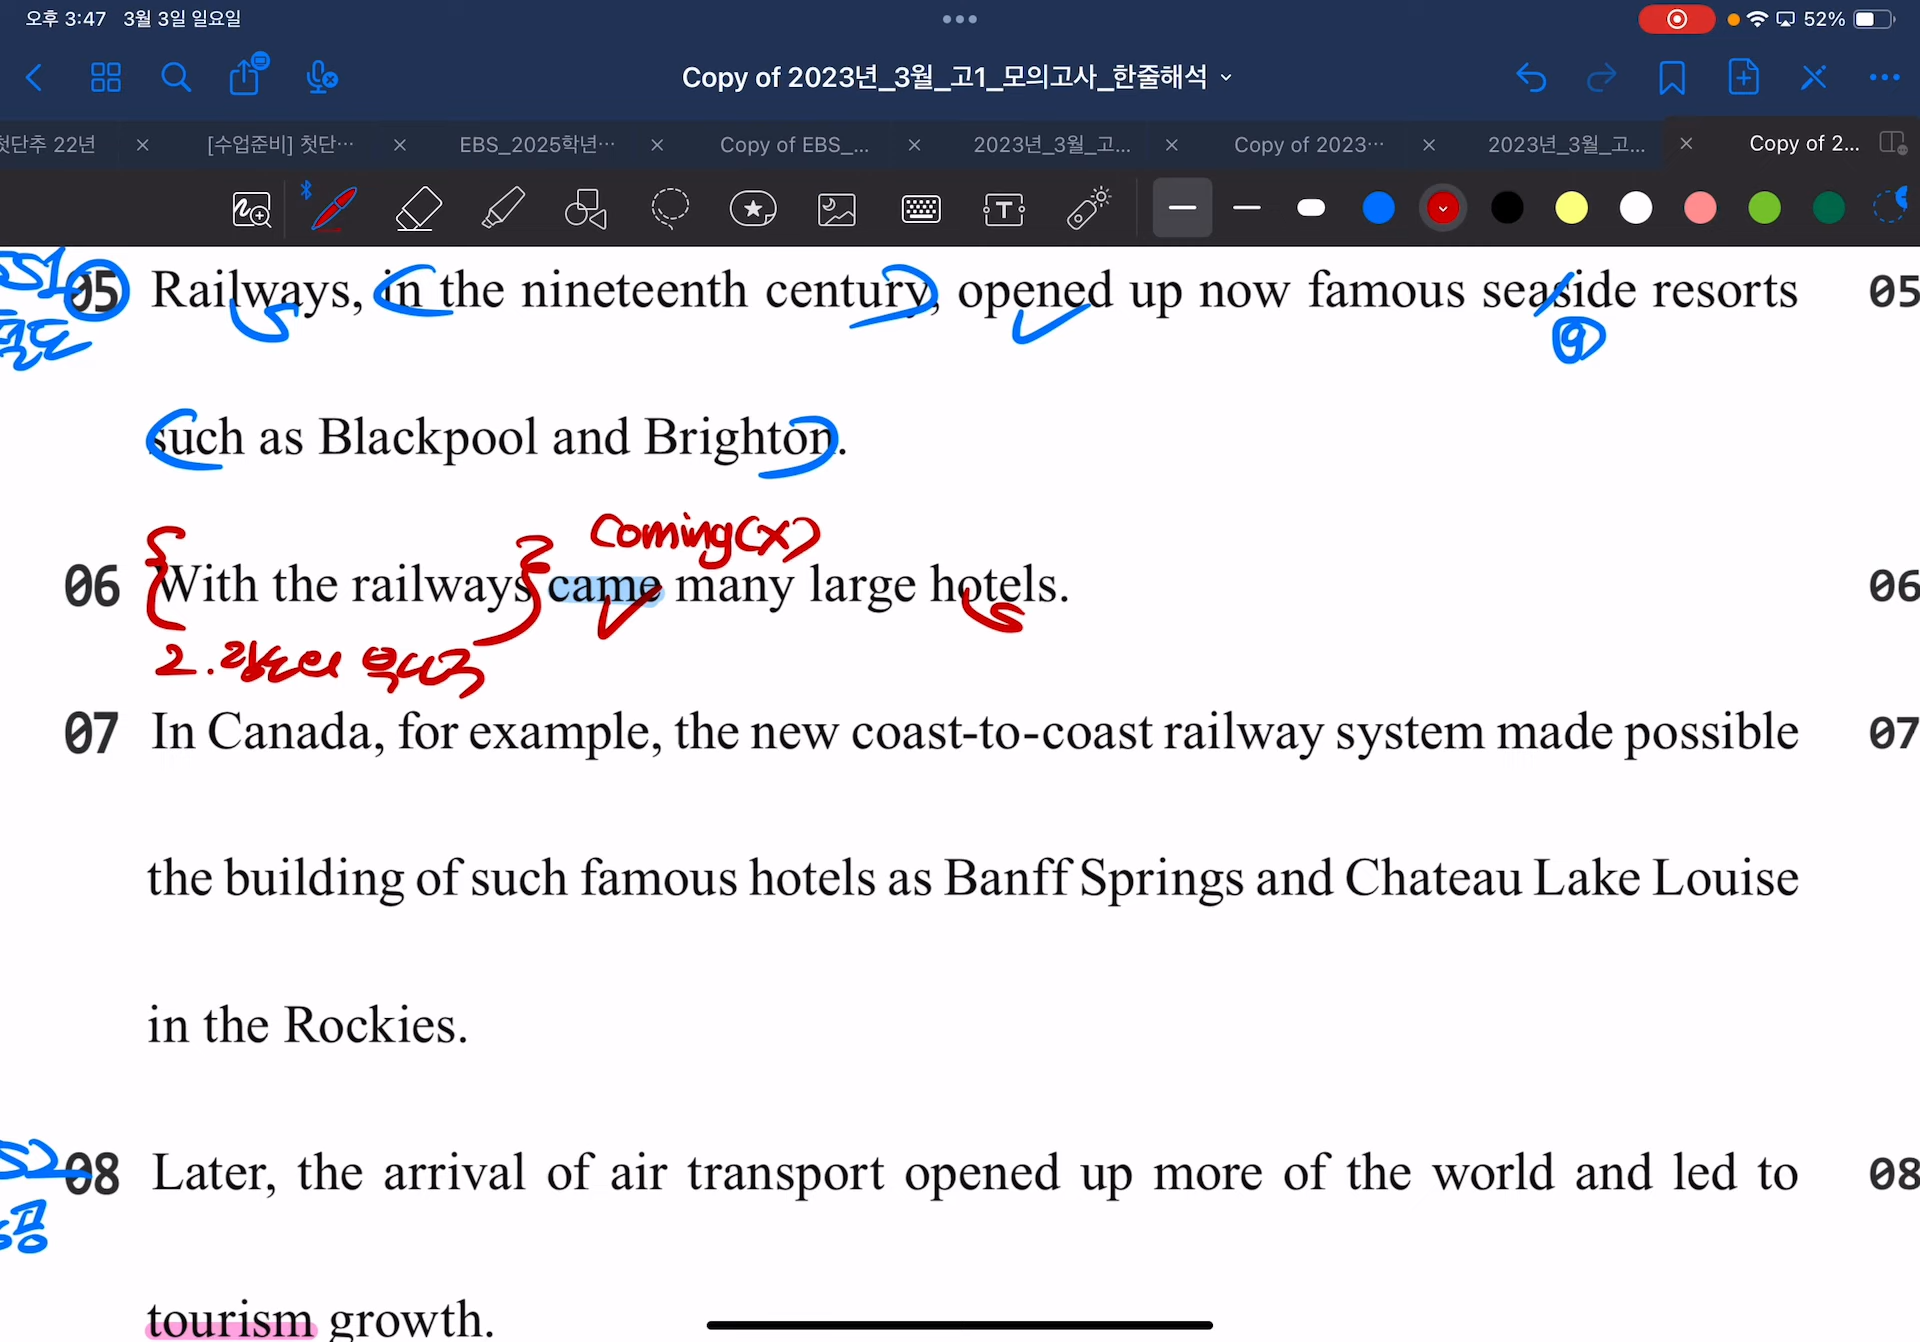 오후 3:47 3월 3일 일요일
52%
Copy of 2023년_3월_고1_모의고사_한줄해석
첫단추 22년 [수업준비] 첫단… EBS_2025학년… Copy of EBS_... 2023년_3월_고... Copy of 2023… 2023년_3월_고... Copy of 2...
05 Railways, in the nineteenth century, opened up now famous seaside resorts 05
such as Blackpool and Brighton.
coming(x)
06 With the railways came many large hotels. 06
2.
07 In Canada, for example, the new coast-to-coast railway system made possible 07
the building of such famous hotels as Banff Springs and Chateau Lake Louise
in the Rockies.
08 Later, the arrival of air transport opened up more of the world and led to 08
tourism growth.